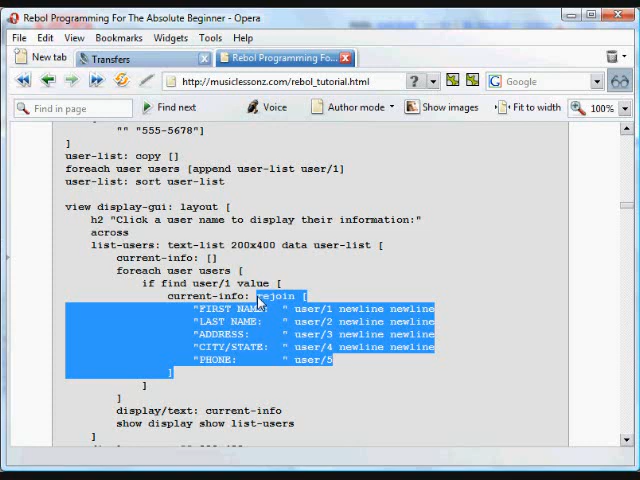 Rebol Programming For The Absolute Beginner - Opera
File Edit View Bookmarks Widgets Tools Help
New tab Transfers Rebol Programming Fo...
http://musiclessonz.com/rebol_tutorial.html ? Google
Find in page Find next Voice Author mode Show images Fit to width 100%
"" "555-5678"]
]
user-list: copy []
foreach user users [append user-list user/1]
user-list: sort user-list
view display-gui: layout [
h2 "Click a user name to display their information:"
across
list-users: text-list 200x400 data user-list [
current-info: []
foreach user users [
if find user/1 value [
current-info: rejoin [
"FIRST NAME: " user/1 newline newline
"LAST NAME: " user/2 newline newline
"ADDRESS: " user/3 newline newline
"CITY/STATE: " user/4 newline newline
"PHONE: " user/5
]
]
]
display/text: current-info
show display show list-users
]